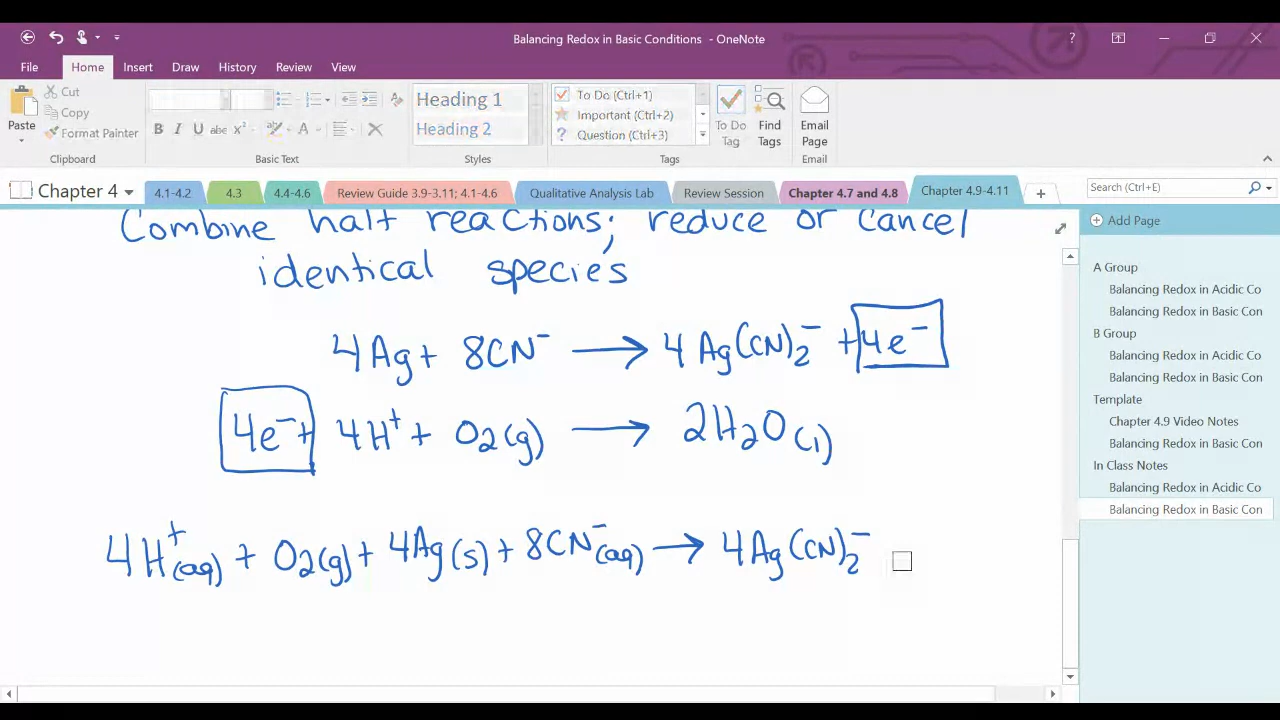 Balancing Redox in Basic Conditions - OneNote
File Home Insert Draw History Review View
Paste Cut Copy Format Painter Clipboard
B I U abc x² A Basic Text
Heading 1
Heading 2
Styles
To Do (Ctrl+1)
Important (Ctrl+2)
Question (Ctrl+3)
To Do Tag
Find Tags
Tags
Email Page
Email
Chapter 4 4.1-4.2 4.3 4.4-4.6 Review Guide 3.9-3.11; 4.1-4.6 Qualitative Analysis Lab Review Session Chapter 4.7 and 4.8 Chapter 4.9-4.11 Search (Ctrl+E)
Combine half reactions; reduce or cancel
identical species
4Ag + 8CN⁻ → 4Ag(CN)₂⁻ + 4e⁻
4e⁻ + 4H⁺ + O₂(g) → 2H₂O(l)
4H⁺(aq) + O₂(g) + 4Ag(s) + 8CN⁻(aq) → 4Ag(CN)₂⁻
Add Page
A Group
Balancing Redox in Acidic Co
Balancing Redox in Basic Con
B Group
Balancing Redox in Acidic Co
Balancing Redox in Basic Con
Template
Chapter 4.9 Video Notes
Balancing Redox in Basic Con
In Class Notes
Balancing Redox in Acidic Co
Balancing Redox in Basic Con